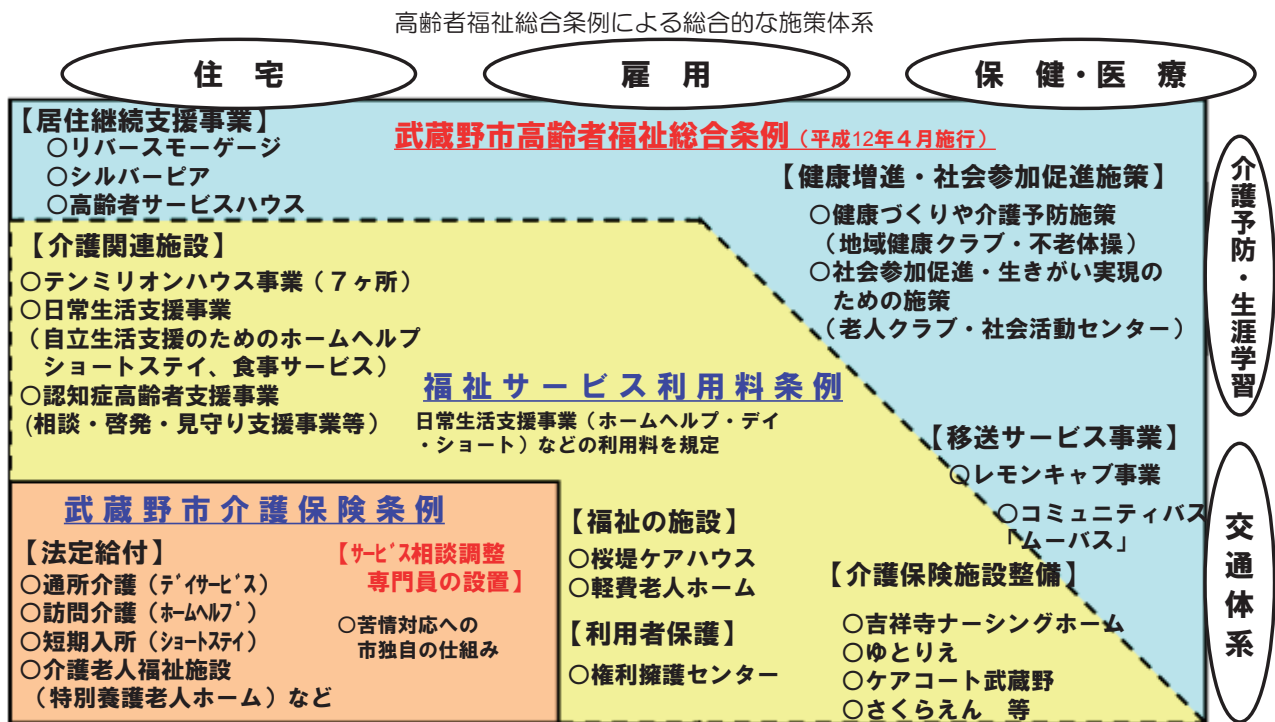 高齢者福祉総合条例による総合的な施策体系
住 宅
雇 用
保 健・医 療
【居住継続支援事業】
○リバースモーゲージ
○シルバーピア
○高齢者サービスハウス
武蔵野市高齢者福祉総合条例(平成12年4月施行)
【健康増進・社会参加促進施策】
○健康づくりや介護予防施策
(地域健康クラブ・不老体操)
○社会参加促進・生きがい実現の
ための施策
(老人クラブ・社会活動センター)
介護予防・生涯学習
【介護関連施設】
○テンミリオンハウス事業(7ヶ所)
○日常生活支援事業
(自立生活支援のためのホームヘルプ
ショートステイ、食事サービス)
○認知症高齢者支援事業
(相談・啓発・見守り支援事業等)
福祉サービス利用料条例
日常生活支援事業(ホームヘルプ・デイ
・ショート)などの利用料を規定
【移送サービス事業】
○レモンキャブ事業
○コミュニティバス
「ムーバス」
交通体系
武蔵野市介護保険条例
【法定給付】
○通所介護(デイサービス)
○訪問介護(ホームヘルプ)
○短期入所(ショートステイ)
○介護老人福祉施設
(特別養護老人ホーム)など
【サービス相談調整
専門員の設置】
○苦情対応への
市独自の仕組み
【福祉の施設】
○桜堤ケアハウス
○軽費老人ホーム
【利用者保護】
○権利擁護センター
【介護保険施設整備】
○吉祥寺ナーシングホーム
○ゆとりえ
○ケアコート武蔵野
○さくらえん 等